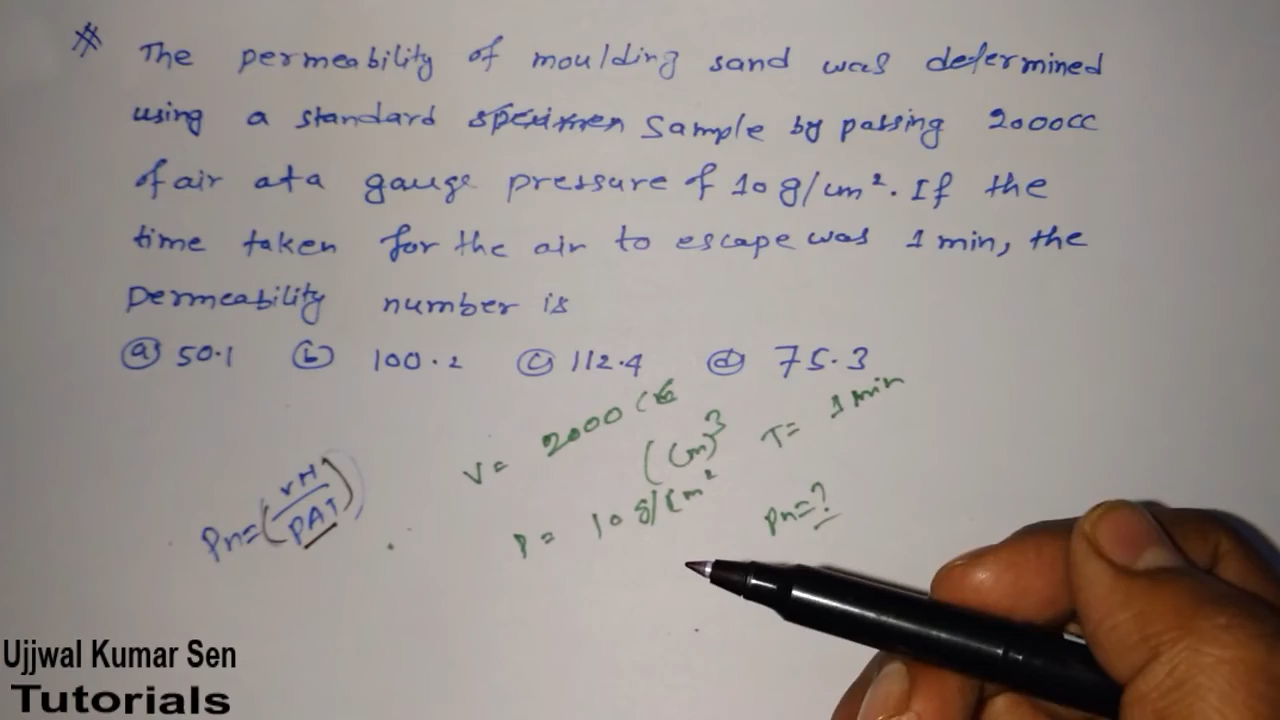 # The permeability of moulding sand was determined
using a standard specimen Sample by passing 2000cc
of air at a gauge pressure of 10 g/cm². If the
time taken for the air to escape was 1 min, the
permeability number is
(a) 50.1 (b) 100.2 (c) 112.4 (d) 75.3
V = 2000 cc
(cm)³
T = 1 min
Pn = (VH/PAT)
P = 10 g/cm²
Pn = ?
Ujjwal Kumar Sen
Tutorials